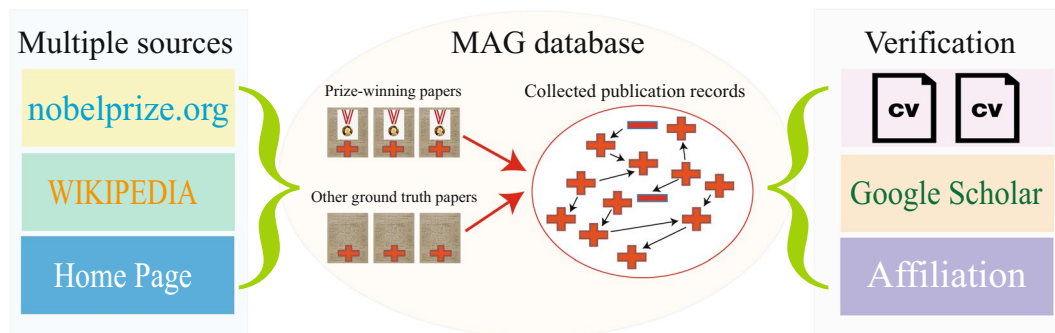 Multiple sources
nobelprize.org
WIKIPEDIA
Home Page
MAG database
Prize-winning papers
Other ground truth papers
Collected publication records
Verification
CV CV
Google Scholar
Affiliation